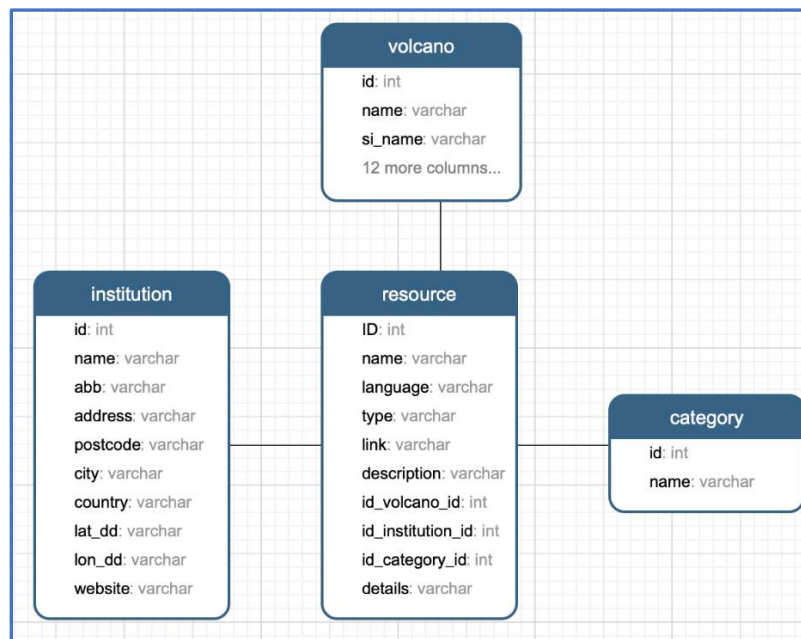 volcano
id: int
name: varchar
si_name: varchar
12 more columns...
institution
id: int
name: varchar
abb: varchar
address: varchar
postcode: varchar
city: varchar
country: varchar
lat_dd: varchar
lon_dd: varchar
website: varchar
resource
ID: int
name: varchar
language: varchar
type: varchar
link: varchar
description: varchar
id_volcano_id: int
id_institution_id: int
id_category_id: int
details: varchar
category
id: int
name: varchar